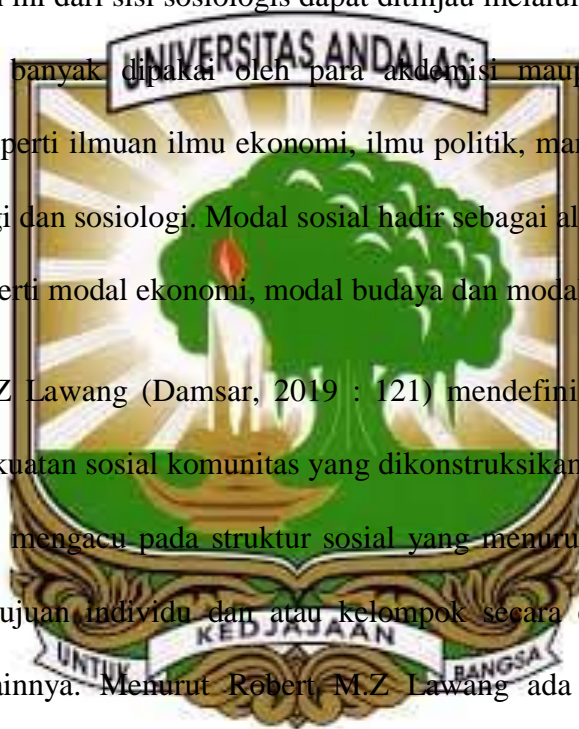 ini dari sisi sosiologis dapat ditinjau melalui
UNIVERSITAS ANDALAS
banyak dipakai oleh para akdemisi maup
perti ilmuan ilmu ekonomi, ilmu politik, ma
gi dan sosiologi. Modal sosial hadir sebagai al
erti modal ekonomi, modal budaya dan moda
Z Lawang (Damsar, 2019 : 121) mendefini
kuatan sosial komunitas yang dikonstruksikan
mengacu pada struktur sosial yang menuru
ujuan individu dan atau kelompok secara
KEDJAJAAN
UNTUK BANGSA
ainnya. Menurut Robert M.Z Lawang ada